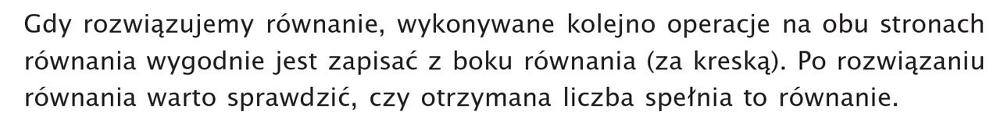 Gdy rozwiązujemy równanie, wykonywane kolejno operacje na obu stronach
równania wygodnie jest zapisać z boku równania (za kreską). Po rozwiązaniu
równania warto sprawdzić, czy otrzymana liczba spełnia to równanie.